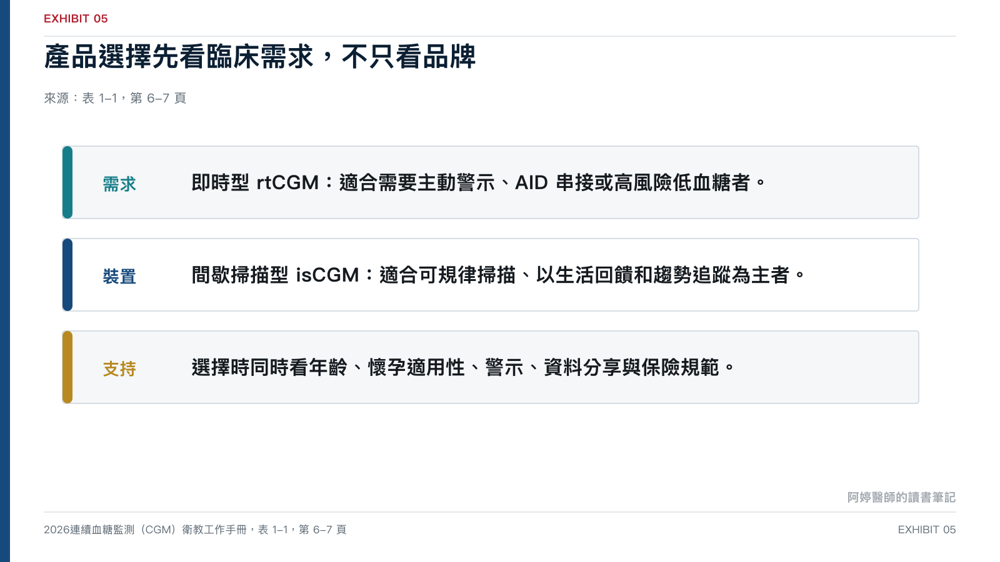 EXHIBIT 05
產品選擇先看臨床需求，不只看品牌
來源：表 1–1，第 6–7 頁
需求
即時型 rtCGM：適合需要主動警示、AID 串接或高風險低血糖者。
裝置
間歇掃描型 isCGM：適合可規律掃描、以生活回饋和趨勢追蹤為主者。
支持
選擇時同時看年齡、懷孕適用性、警示、資料分享與保險規範。
阿婷醫師的讀書筆記
2026連續血糖監測（CGM）衛教工作手冊，表 1–1，第 6–7 頁
EXHIBIT 05